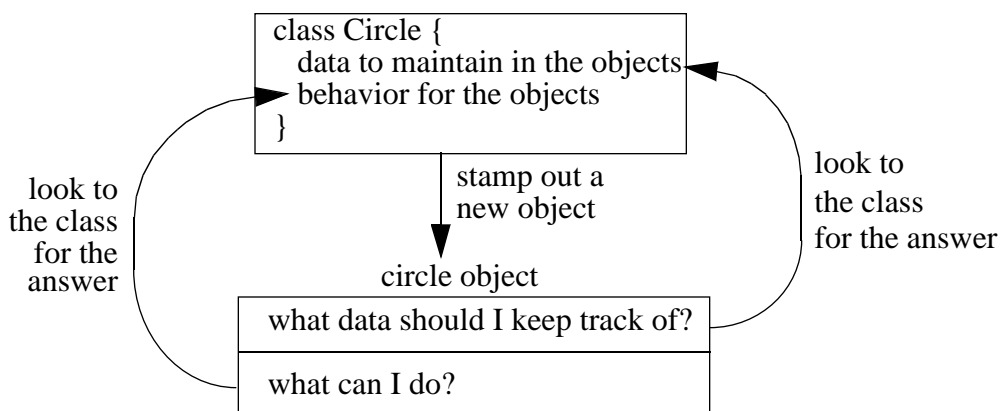 class Circle {
data to maintain in the objects
behavior for the objects
}
look to
the class
for the
answer
stamp out a
new object
look to
the class
for the answer
circle object
what data should I keep track of?
what can I do?